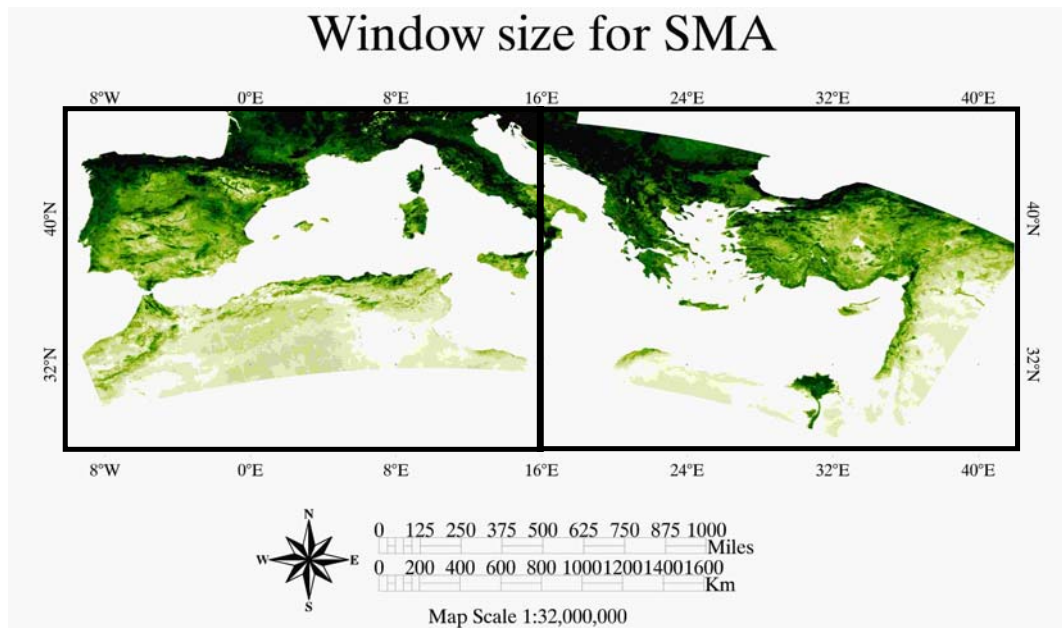 Window size for SMA
8°W 0°E 8°E 16°E 24°E 32°E 40°E
40°N 40°N
32°N 32°N
8°W 0°E 8°E 16°E 24°E 32°E 40°E
N
W E
S
0 125 250 375 500 625 750 875 1000
Miles
0 200 400 600 800 1000 1200 1400 1600
Km
Map Scale 1:32,000,000